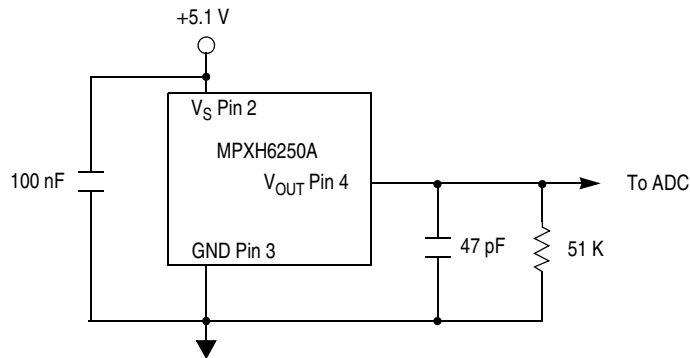 +5.1 V
V_S Pin 2
MPXH6250A
100 nF
V_OUT Pin 4
To ADC
GND Pin 3
47 pF
51 K